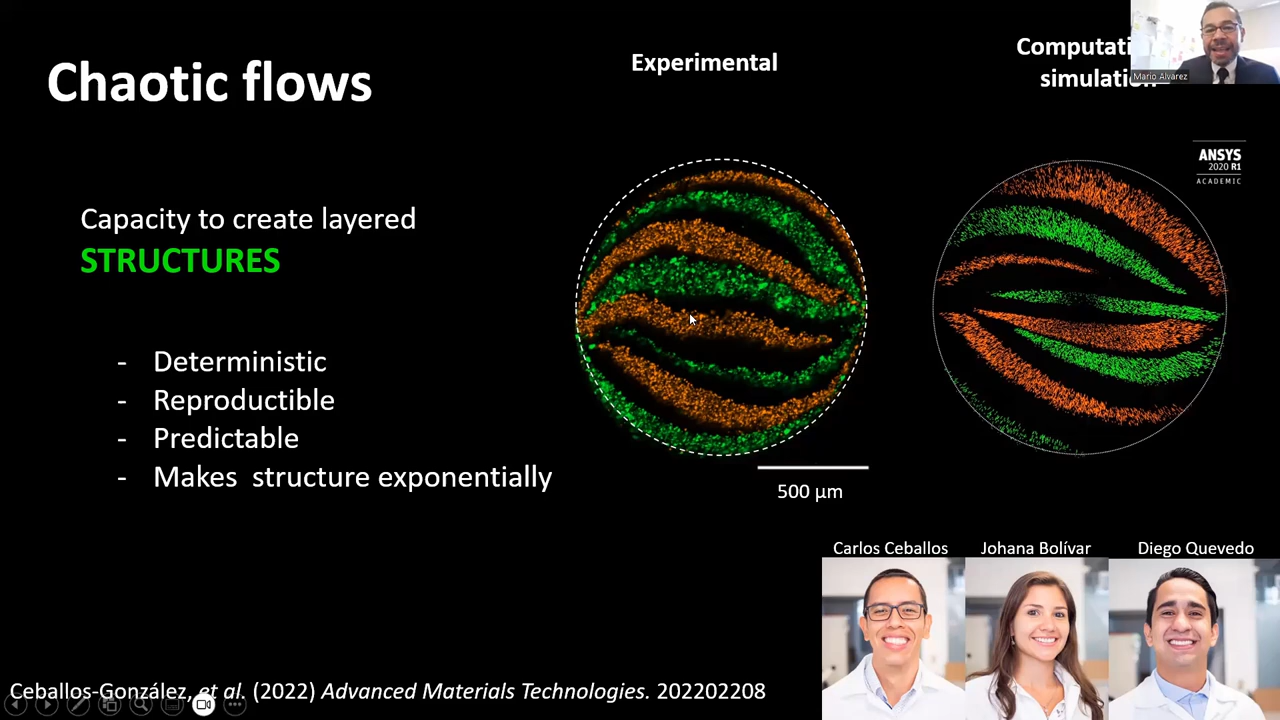 Chaotic flows
Experimental
Computati
simulation
Mario Alvarez
ANSYS
2020 R1
ACADEMIC
Capacity to create layered
STRUCTURES
- Deterministic
- Reproductible
- Predictable
- Makes structure exponentially
500 µm
Carlos Ceballos
Johana Bolívar
Diego Quevedo
Ceballos-González, et al. (2022) Advanced Materials Technologies. 202202208